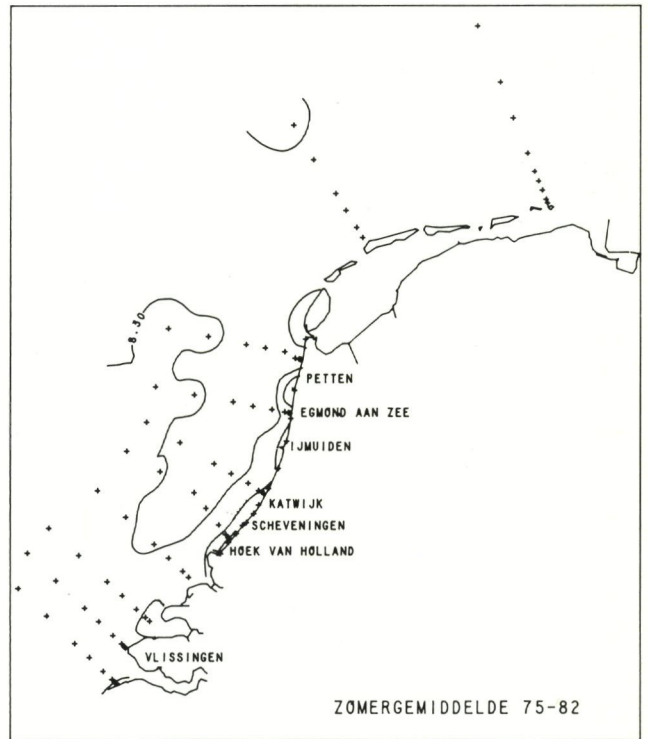 8.30
PETTEN
EGMOND AAN ZEE
IJMUIDEN
KATWIJK
SCHEVENINGEN
HOEK VAN HOLLAND
VLISSINGEN
ZOMERGEMIDDELDE 75-82